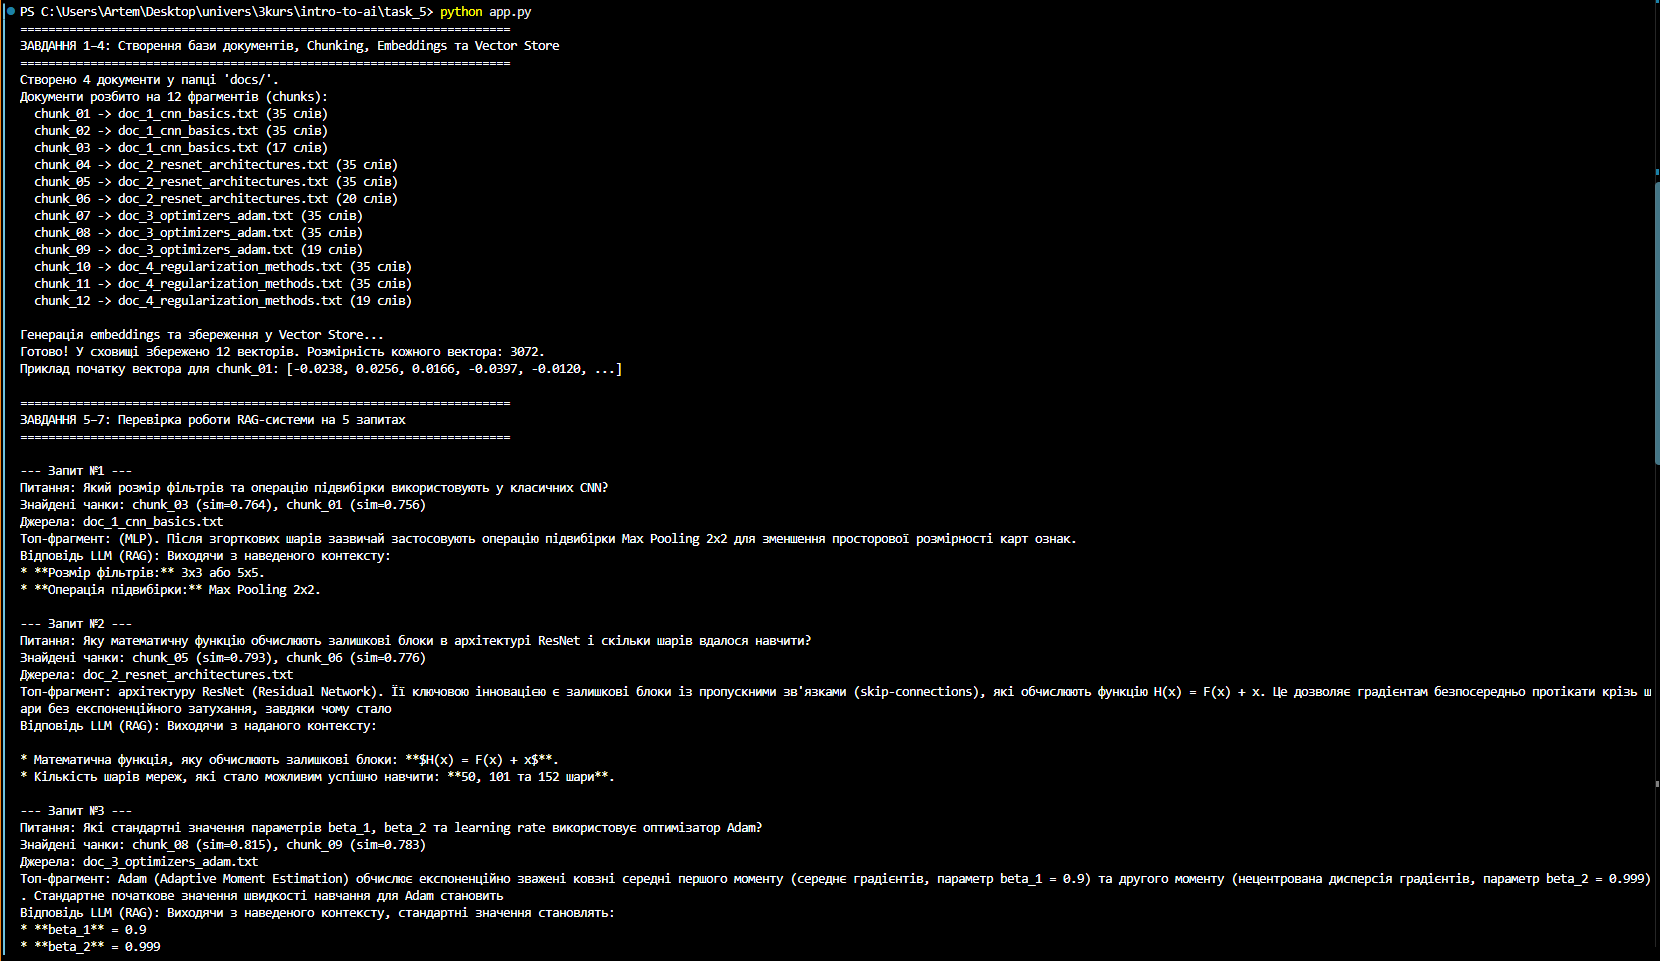 PS C:\Users\Artem\Desktop\univers\3kurs\intro-to-ai\task_5> python app.py
======================================================================
ЗАВДАННЯ 1–4: Створення бази документів, Chunking, Embeddings та Vector Store
======================================================================
Створено 4 документи у папці 'docs/'.
Документи розбито на 12 фрагментів (chunks):
  chunk_01 -> doc_1_cnn_basics.txt (35 слів)
  chunk_02 -> doc_1_cnn_basics.txt (35 слів)
  chunk_03 -> doc_1_cnn_basics.txt (17 слів)
  chunk_04 -> doc_2_resnet_architectures.txt (35 слів)
  chunk_05 -> doc_2_resnet_architectures.txt (35 слів)
  chunk_06 -> doc_2_resnet_architectures.txt (20 слів)
  chunk_07 -> doc_3_optimizers_adam.txt (35 слів)
  chunk_08 -> doc_3_optimizers_adam.txt (35 слів)
  chunk_09 -> doc_3_optimizers_adam.txt (19 слів)
  chunk_10 -> doc_4_regularization_methods.txt (35 слів)
  chunk_11 -> doc_4_regularization_methods.txt (35 слів)
  chunk_12 -> doc_4_regularization_methods.txt (19 слів)
Генерація embeddings та збереження у Vector Store...
Готово! У сховищі збережено 12 векторів. Розмірність кожного вектора: 3072.
Приклад початку вектора для chunk_01: [-0.0238, 0.0256, 0.0166, -0.0397, -0.0120, ...]
======================================================================
ЗАВДАННЯ 5–7: Перевірка роботи RAG-системи на 5 запитах
======================================================================
--- Запит №1 ---
Питання: Який розмір фільтрів та операцію підвибірки використовують у класичних CNN?
Знайдені чанки: chunk_03 (sim=0.764), chunk_01 (sim=0.756)
Джерела: doc_1_cnn_basics.txt
Топ-фрагмент: (MLP). Після згорткових шарів зазвичай застосовують операцію підвибірки Max Pooling 2x2 для зменшення просторової розмірності карт ознак.
Відповідь LLM (RAG): Виходячи з наведеного контексту:
* **Розмір фільтрів:** 3x3 або 5x5.
* **Операція підвибірки:** Max Pooling 2x2.
--- Запит №2 ---
Питання: Яку математичну функцію обчислюють залишкові блоки в архітектурі ResNet і скільки шарів вдалося навчити?
Знайдені чанки: chunk_05 (sim=0.793), chunk_06 (sim=0.776)
Джерела: doc_2_resnet_architectures.txt
Топ-фрагмент: архітектуру ResNet (Residual Network). Її ключовою інновацією є залишкові блоки із пропускними зв'язками (skip-connections), які обчислюють функцію H(x) = F(x) + x. Це дозволяє градієнтам безпосередньо протікати крізь ш
ари без експоненційного затухання, завдяки чому стало
Відповідь LLM (RAG): Виходячи з наданого контексту:
* Математична функція, яку обчислюють залишкові блоки: **$H(x) = F(x) + x$**.
* Кількість шарів мереж, які стало можливим успішно навчити: **50, 101 та 152 шари**.
--- Запит №3 ---
Питання: Які стандартні значення параметрів beta_1, beta_2 та learning rate використовує оптимізатор Adam?
Знайдені чанки: chunk_08 (sim=0.815), chunk_09 (sim=0.783)
Джерела: doc_3_optimizers_adam.txt
Топ-фрагмент: Adam (Adaptive Moment Estimation) обчислює експоненційно зважені ковзні середні першого моменту (середнє градієнтів, параметр beta_1 = 0.9) та другого моменту (нецентрована дисперсія градієнтів, параметр beta_2 = 0.999)
. Стандартне початкове значення швидкості навчання для Adam становить
Відповідь LLM (RAG): Виходячи з наведеного контексту, стандартні значення становлять:
* **beta_1** = 0.9
* **beta_2** = 0.999